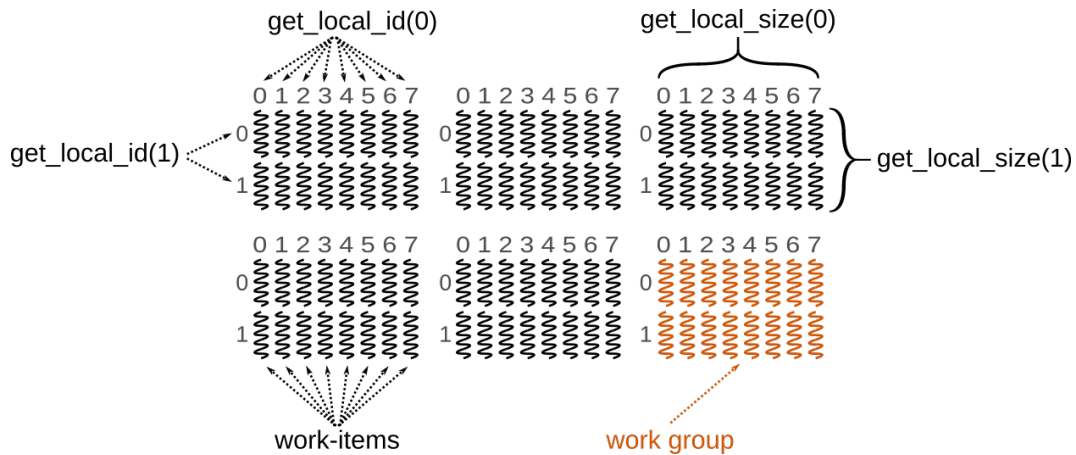 get_local_id(0) get_local_size(0)
0 1 2 3 4 5 6 7 0 1 2 3 4 5 6 7 0 1 2 3 4 5 6 7
0 0 0
get_local_id(1) get_local_size(1)
1 1 1
0 1 2 3 4 5 6 7 0 1 2 3 4 5 6 7 0 1 2 3 4 5 6 7
0 0 0
1 1 1
work-items work group